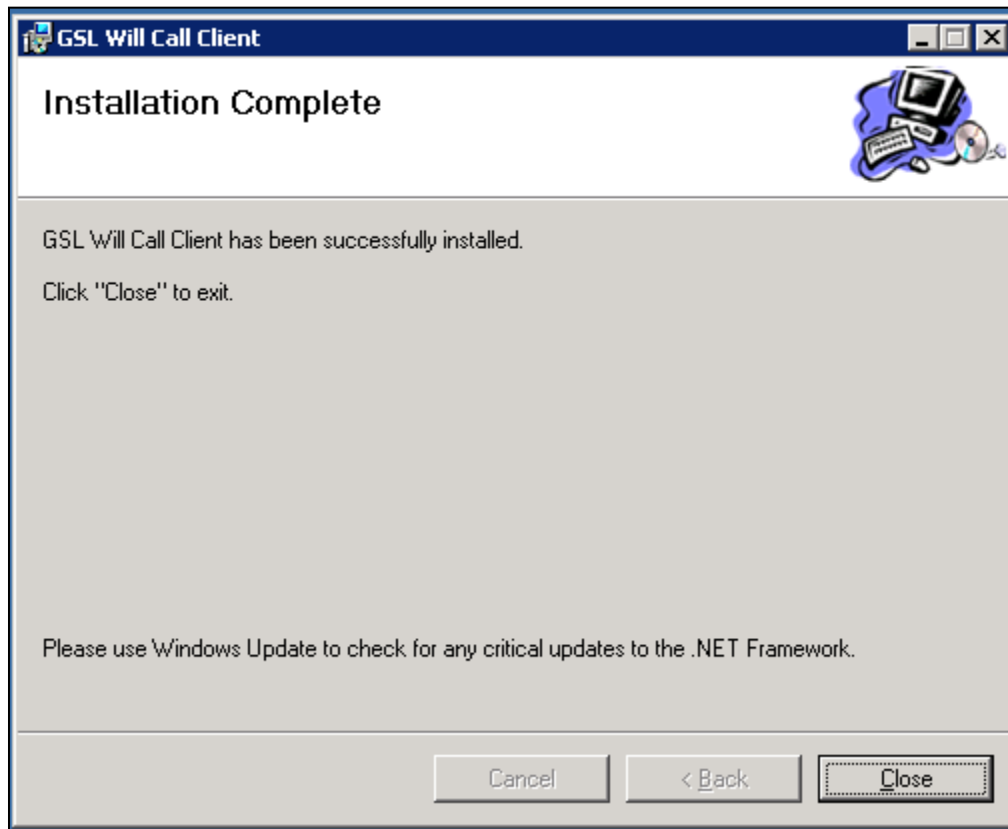 GSL Will Call Client
Installation Complete
GSL Will Call Client has been successfully installed.
Click "Close" to exit.
Please use Windows Update to check for any critical updates to the .NET Framework.
Cancel
< Back
Close